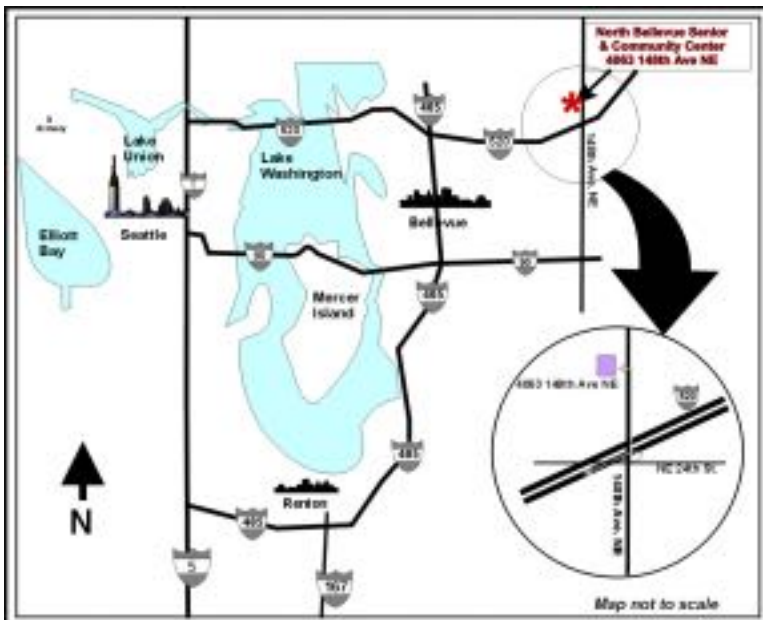 North Bellevue Senior
& Community Center
4063 148th Ave NE
405
520
520
Lake
Union
Lake
Washington
5
148th Ave, NE
Bellevue
Elliott
Bay
Seattle
90
90
405
Mercer
Island
4063 148th Ave NE
520
405
NE 24th St.
N
Renton
405
148th Ave, NE
5
167
Map not to scale